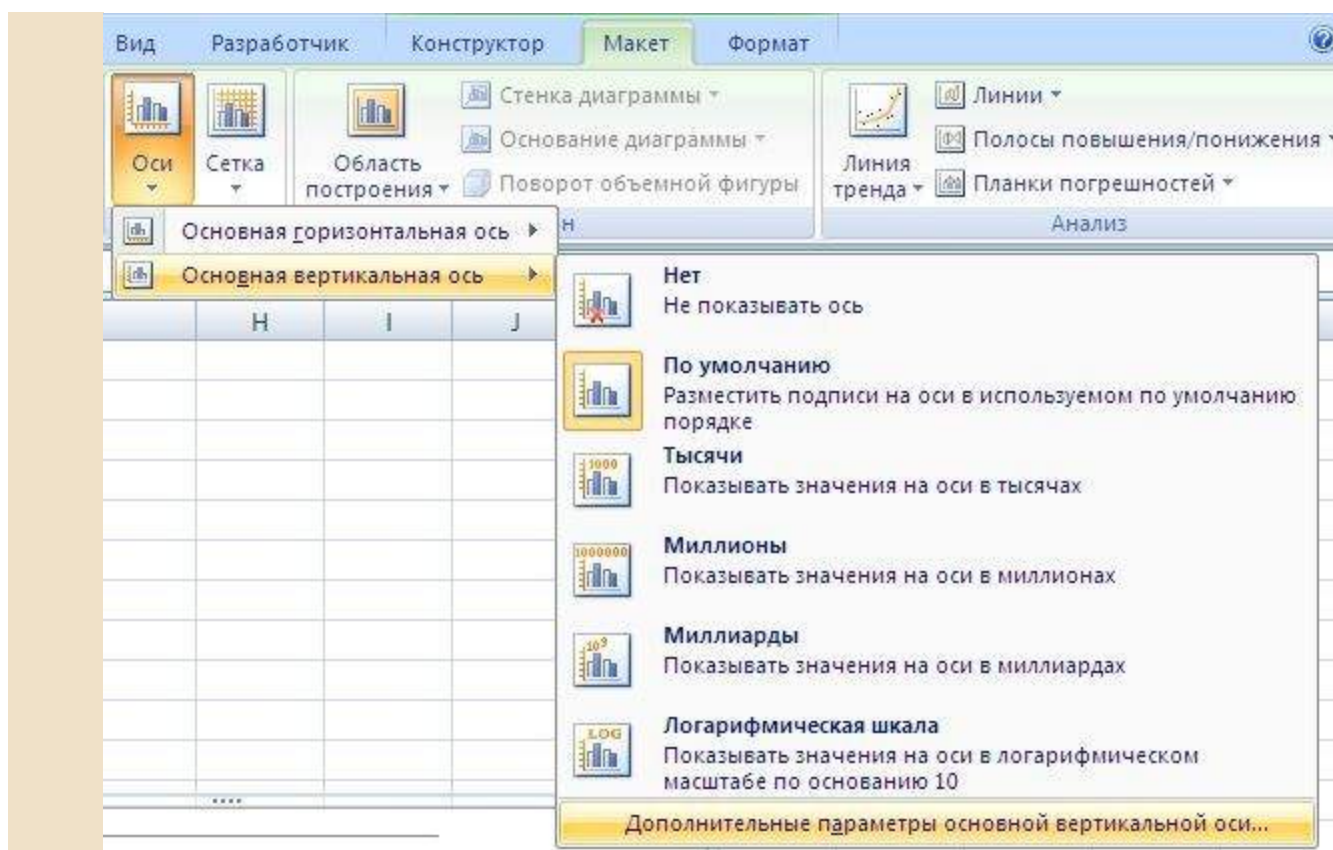 Вид Разработчик Конструктор Макет Формат
Оси
Сетка
Область
построения
Стенка диаграммы
Основание диаграммы
Поворот объемной фигуры
Линия
тренда
Линии
Полосы повышения/понижения
Планки погрешностей
н
Анализ
Основная горизонтальная ось
Основная вертикальная ось
H I J
Нет
Не показывать ось
По умолчанию
Разместить подписи на оси в используемом по умолчанию
порядке
1000
Тысячи
Показывать значения на оси в тысячах
1000000
Миллионы
Показывать значения на оси в миллионах
10⁹
Миллиарды
Показывать значения на оси в миллиардах
LOG
Логарифмическая шкала
Показывать значения на оси в логарифмическом
масштабе по основанию 10
Дополнительные параметры основной вертикальной оси...